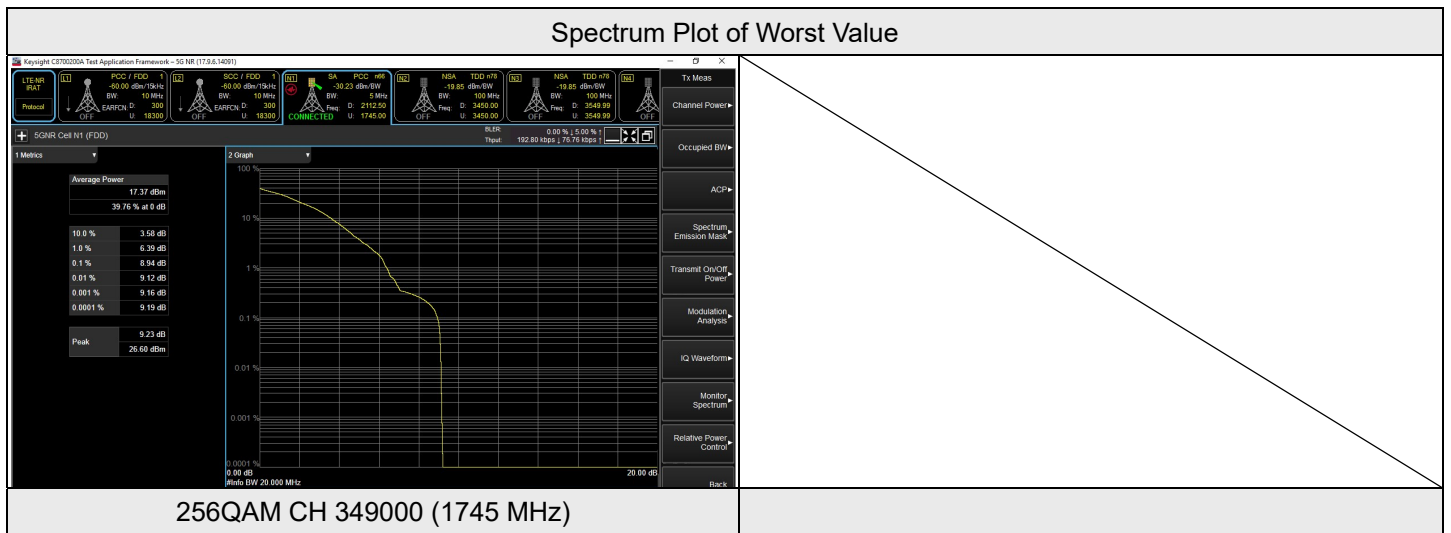 Spectrum Plot of Worst Value
Keysight C8700200A Test Application Framework – 5G NR (17.9.6.14091)
LTE-NR IRAT
Protocol
L1 PCC / FDD 1
-60.00 dBm/15kHz
BW: 10 MHz
EARFCN: D: 300
OFF U: 18300
L2 SCC / FDD 1
-60.00 dBm/15kHz
BW: 10 MHz
EARFCN: D: 300
OFF U: 18300
N1 SA PCC n66
-30.23 dBm/BW
BW: 5 MHz
Freq: D: 2112.50
CONNECTED U: 1745.00
N2 NSA TDD n78
-19.85 dBm/BW
BW: 100 MHz
Freq: D: 3450.00
OFF U: 3450.00
N3 NSA TDD n78
-19.85 dBm/BW
BW: 100 MHz
Freq: D: 3549.99
OFF U: 3549.99
N4
OFF
5GNR Cell N1 (FDD)
BLER: 0.00 % ↓ 5.00 % ↑
Thput: 192.80 kbps ↓ 76.76 kbps ↑
1 Metrics
Average Power
17.37 dBm
39.76 % at 0 dB
10.0 % 3.58 dB
1.0 % 6.39 dB
0.1 % 8.94 dB
0.01 % 9.12 dB
0.001 % 9.16 dB
0.0001 % 9.19 dB
Peak 9.23 dB
26.60 dBm
2 Graph
100 %
10 %
1 %
0.1 %
0.01 %
0.001 %
0.0001 %
0.00 dB 20.00 dB
#Info BW 20.000 MHz
Tx Meas
Channel Power
Occupied BW
ACP
Spectrum
Emission Mask
Transmit On/Off
Power
Modulation
Analysis
IQ Waveform
Monitor
Spectrum
Relative Power
Control
Back
256QAM CH 349000 (1745 MHz)